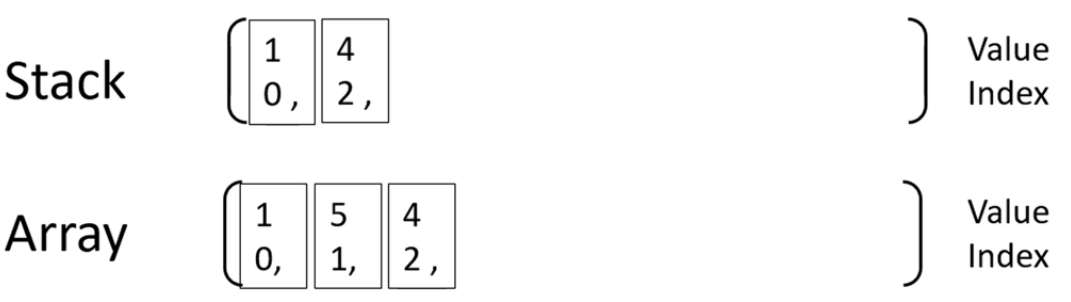 Stack
1 4
0, 2,
Value
Index
Array
1 5 4
0, 1, 2,
Value
Index